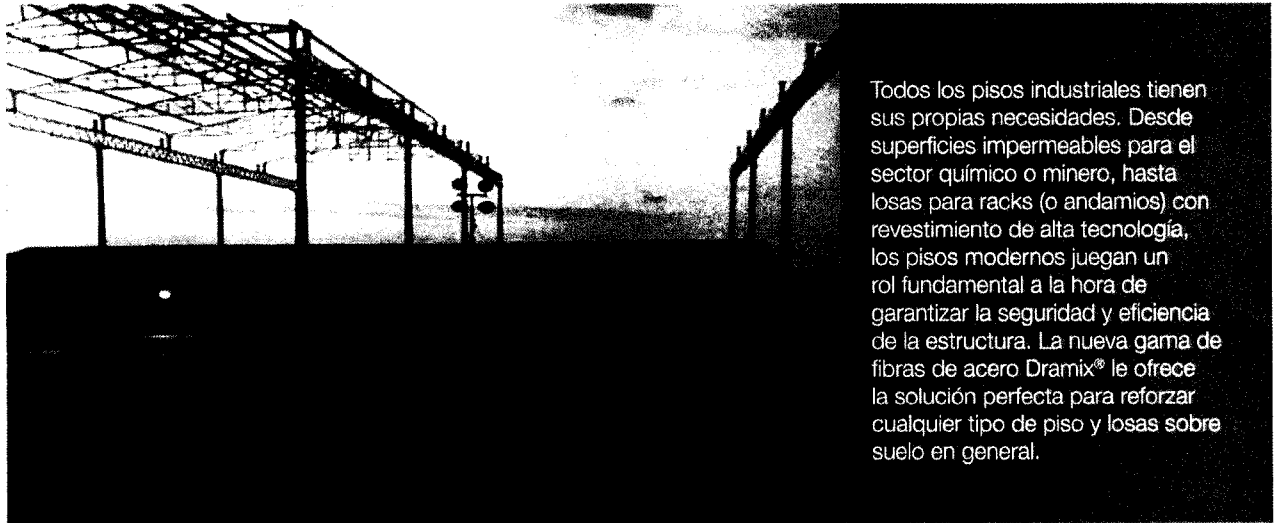 Todos los pisos industriales tienen
sus propias necesidades. Desde
superficies impermeables para el
sector químico o minero, hasta
losas para racks (o andamios) con
revestimiento de alta tecnología,
los pisos modernos juegan un
rol fundamental a la hora de
garantizar la seguridad y eficiencia
de la estructura. La nueva gama de
fibras de acero Dramix® le ofrece
la solución perfecta para reforzar
cualquier tipo de piso y losas sobre
suelo en general.